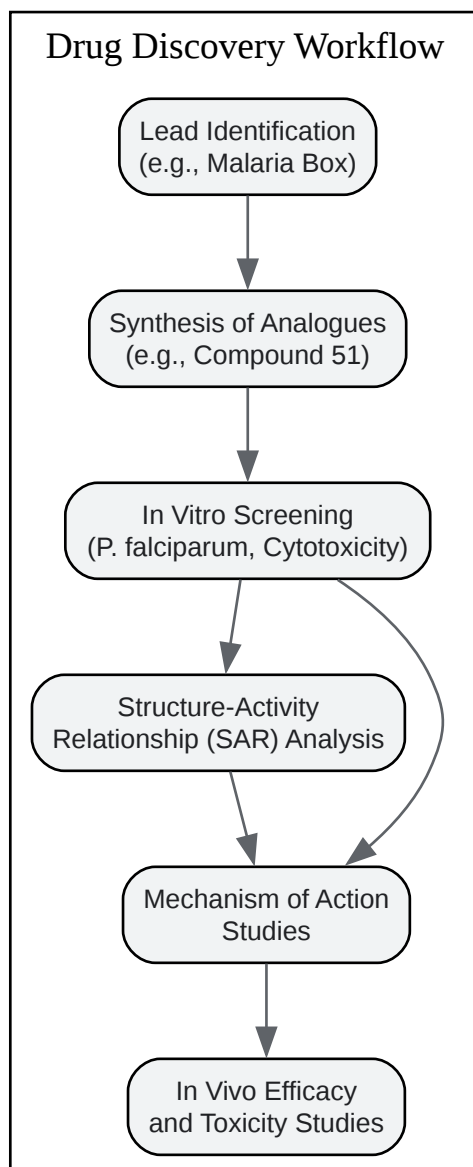 Drug Discovery Workflow
Lead Identification
(e.g., Malaria Box)
Synthesis of Analogues
(e.g., Compound 51)
In Vitro Screening
(P. falciparum, Cytotoxicity)
Structure-Activity
Relationship (SAR) Analysis
Mechanism of Action
Studies
In Vivo Efficacy
and Toxicity Studies